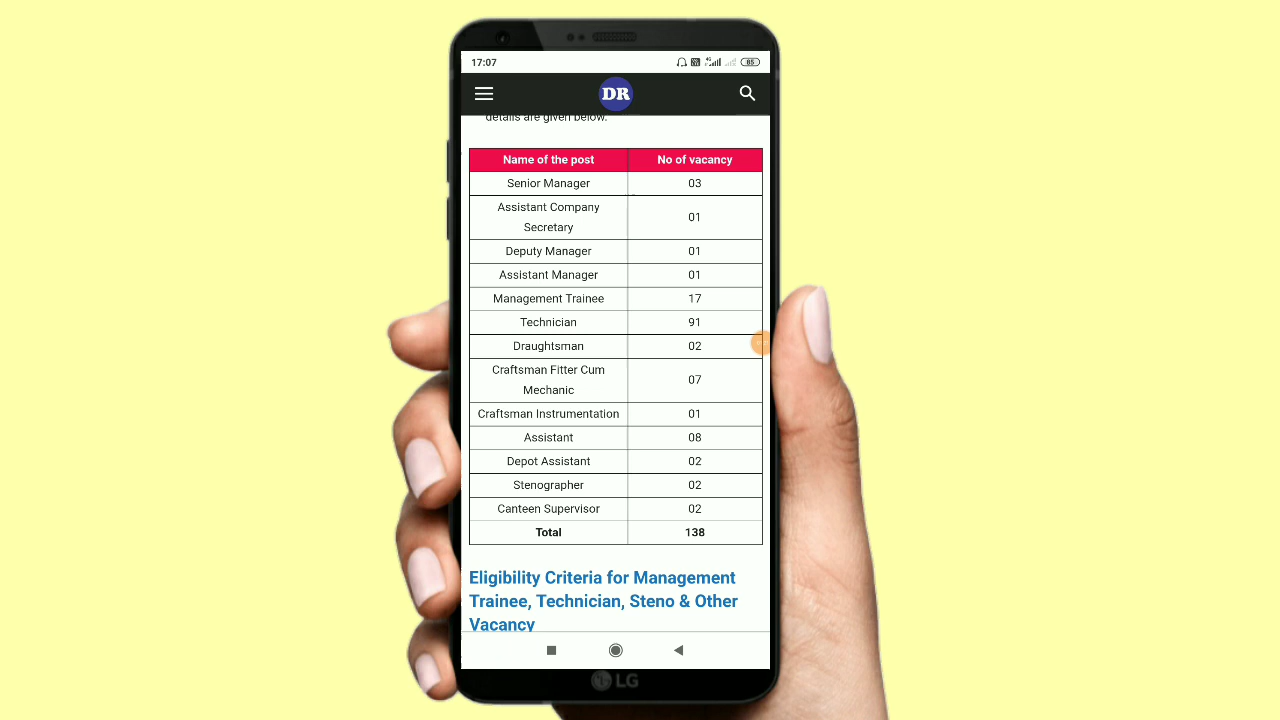 17:07
4G
65
DR
details are given below.
Name of the post No of vacancy
Senior Manager 03
Assistant Company
Secretary
01
Deputy Manager 01
Assistant Manager 01
Management Trainee 17
Technician 91
Draughtsman 02
Craftsman Fitter Cum
Mechanic
07
Craftsman Instrumentation 01
Assistant 08
Depot Assistant 02
Stenographer 02
Canteen Supervisor 02
Total 138
Eligibility Criteria for Management
Trainee, Technician, Steno & Other
Vacancy
LG